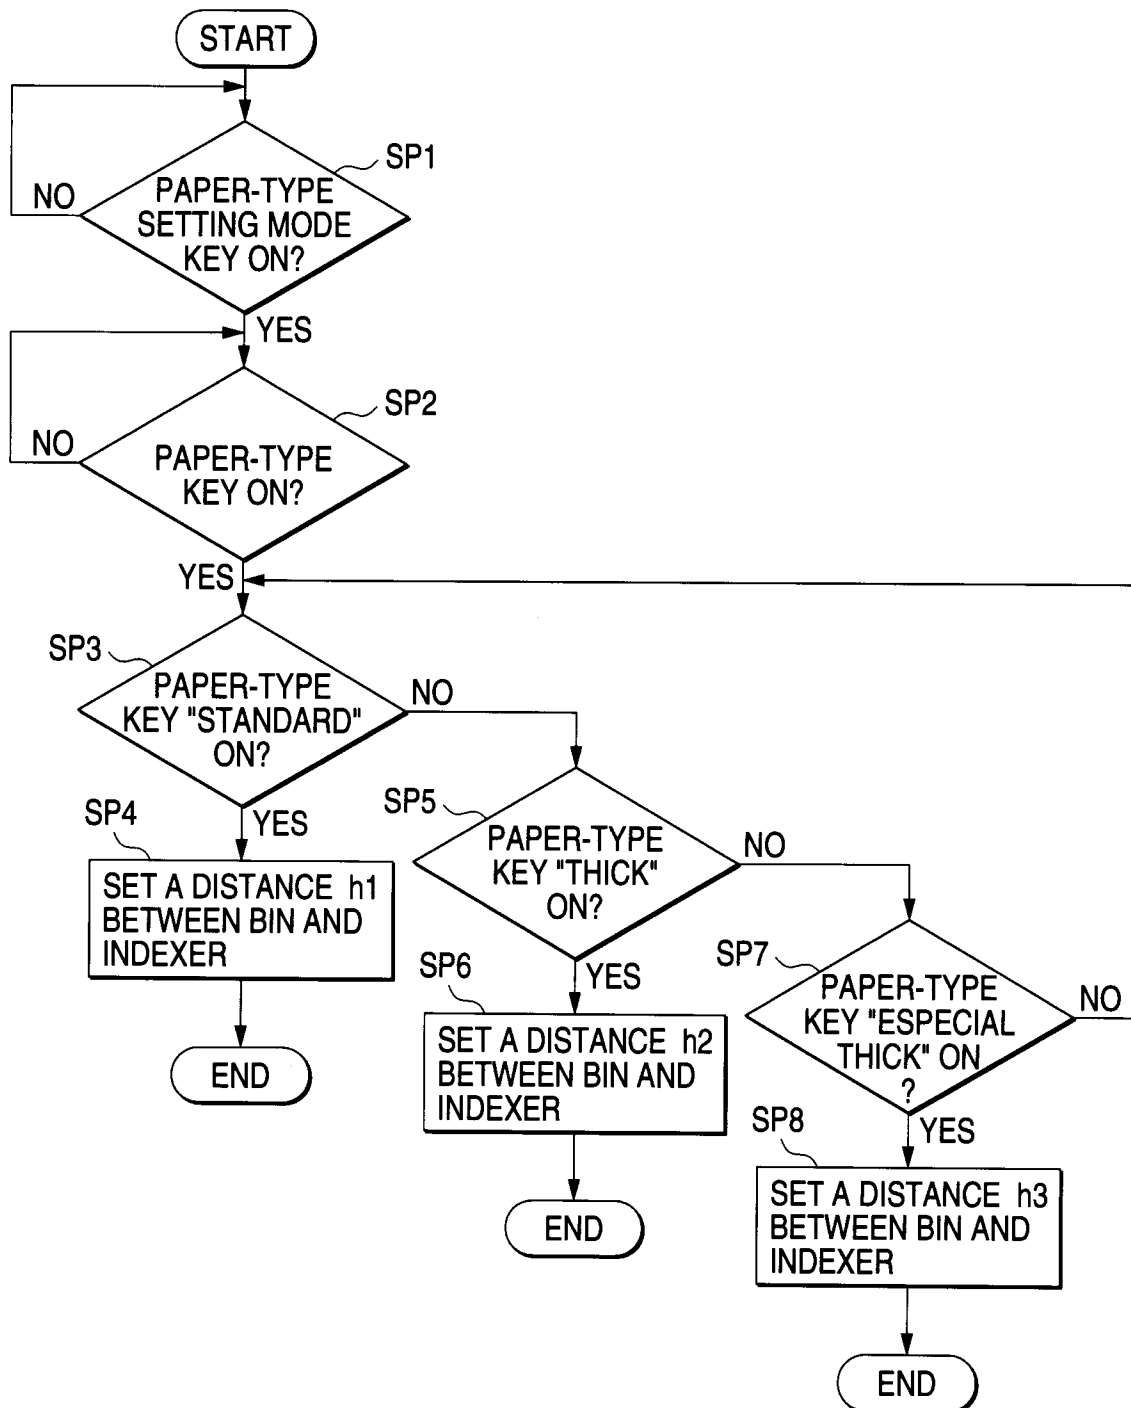 START
SP1
NO
PAPER-TYPE
SETTING MODE
KEY ON?
YES
SP2
NO
PAPER-TYPE
KEY ON?
YES
SP3
PAPER-TYPE
KEY "STANDARD"
ON?
NO
YES
SP4
SET A DISTANCE h1
BETWEEN BIN AND
INDEXER
END
SP5
PAPER-TYPE
KEY "THICK"
ON?
NO
YES
SP6
SET A DISTANCE h2
BETWEEN BIN AND
INDEXER
END
SP7
PAPER-TYPE
KEY "ESPECIAL
THICK" ON
?
NO
YES
SP8
SET A DISTANCE h3
BETWEEN BIN AND
INDEXER
END